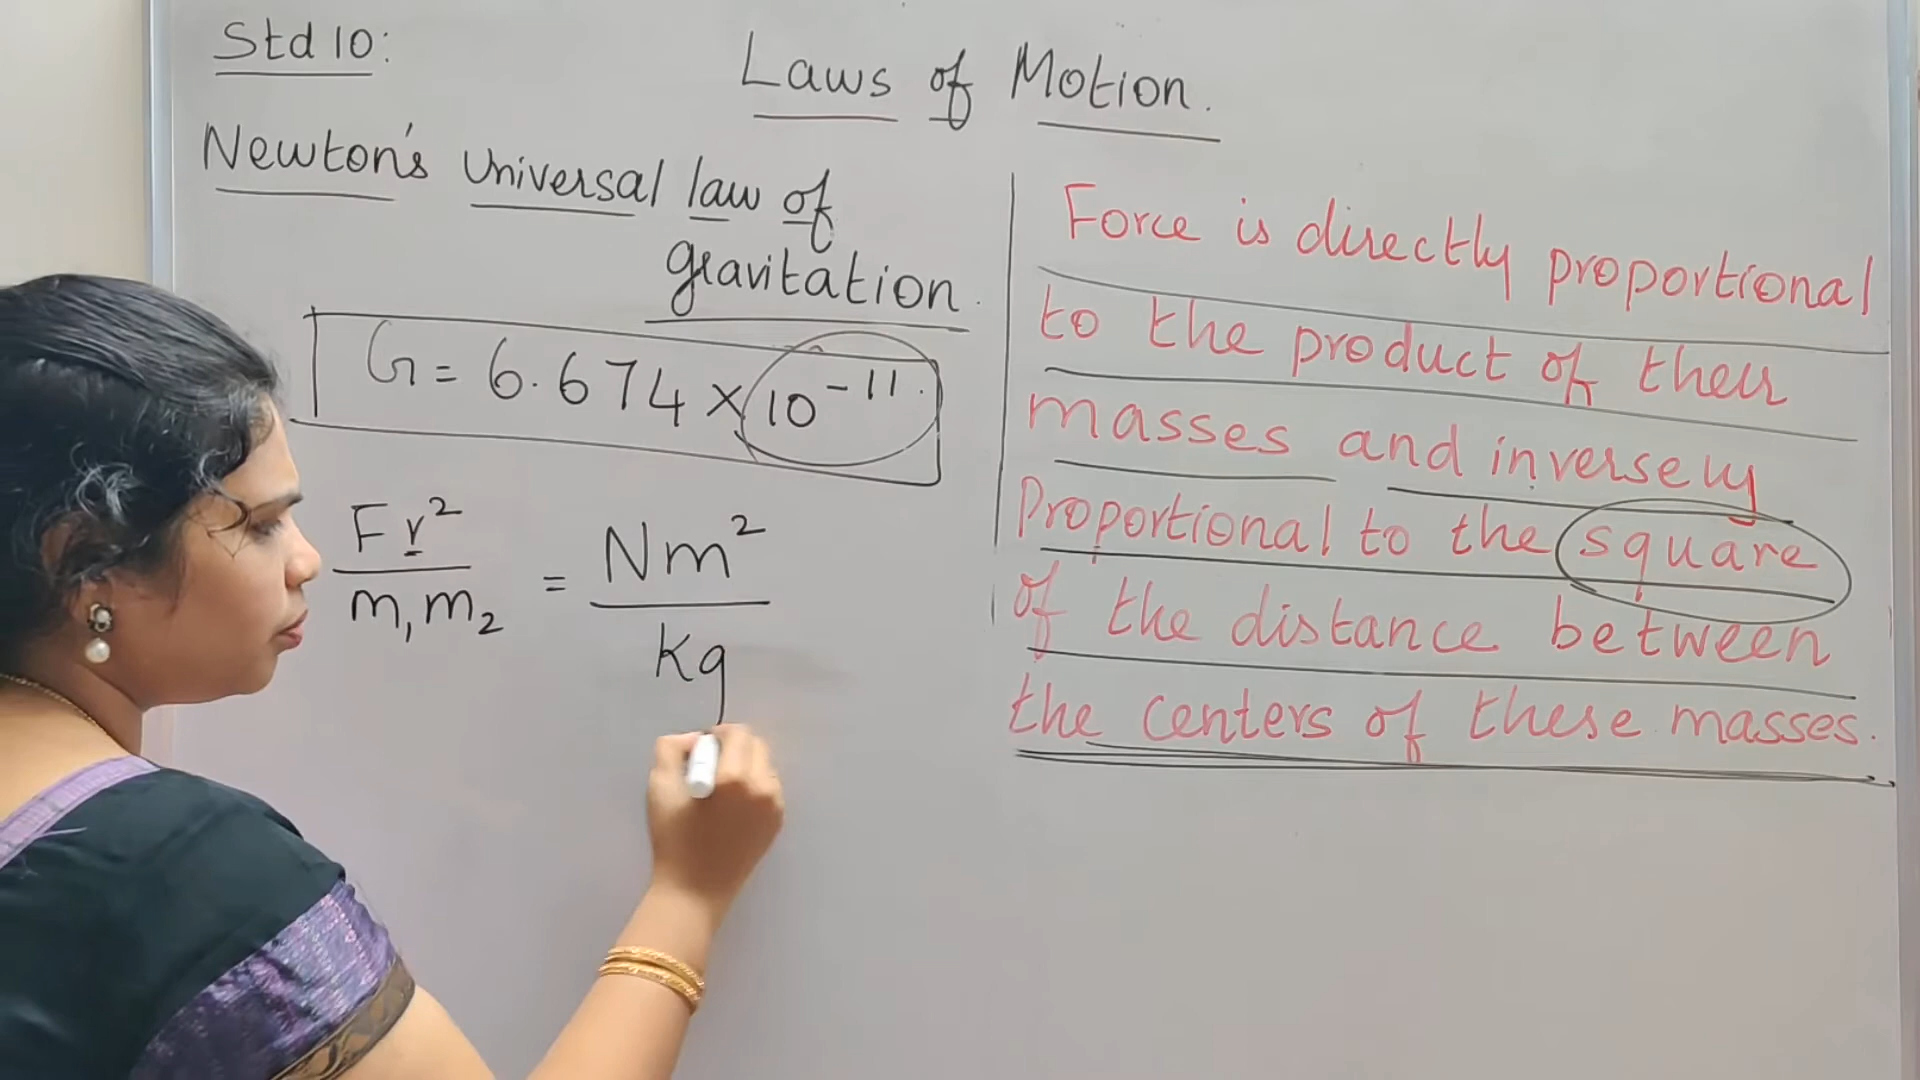 Std 10:
Laws of Motion.
Newton's Universal law of
gravitation.
G = 6.674 × 10⁻¹¹
Fr²/m₁m₂ = Nm²/kg
Force is directly proportional
to the product of their
masses and inversely
proportional to the square
of the distance between
the centers of these masses.